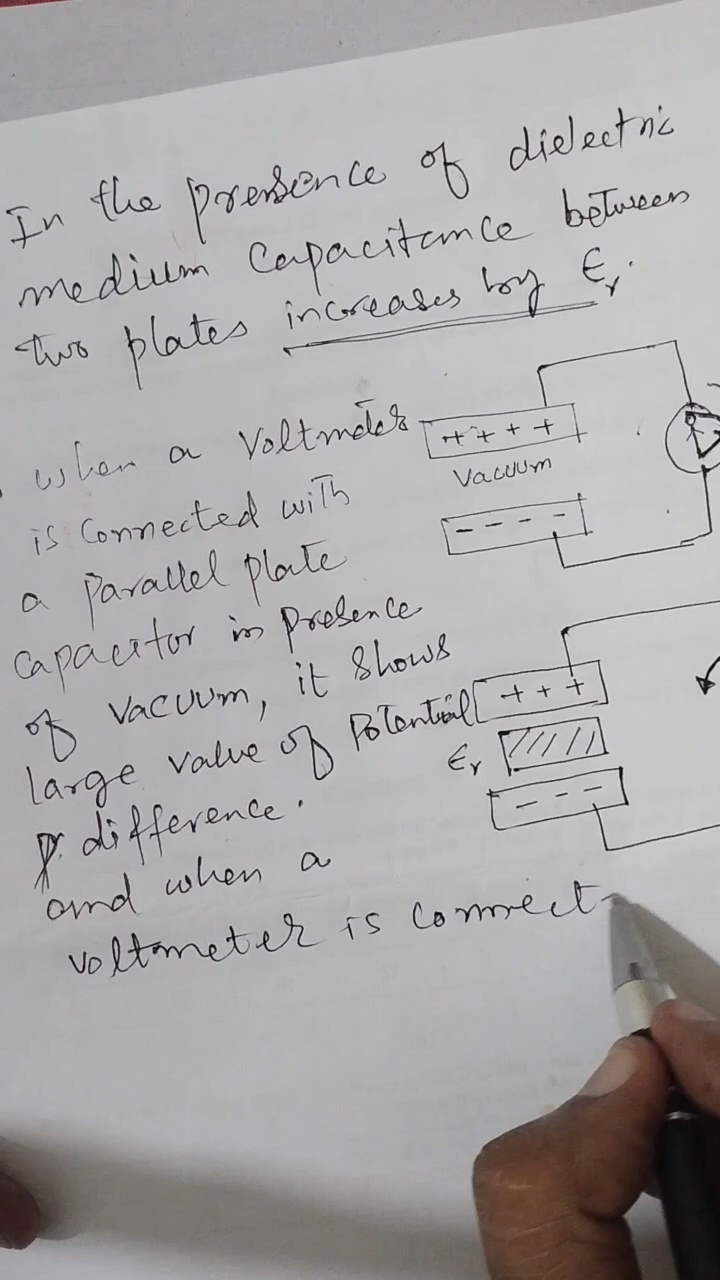 In the presence of dielectric
medium capacitance between
two plates increases by ϵr.
when a Voltmeter
is connected with
a parallel plate
capacitor in presence
of vacuum, it shows
large value of potential
difference.
and when a
voltmeter is connect
+ + + +
Vacuum
- - - -
+ + +
ϵr
- - -